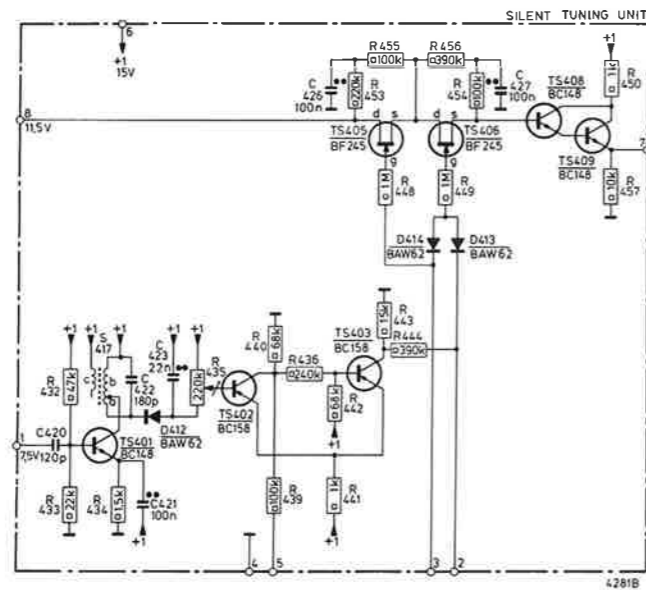 SILENT TUNING UNIT
6
+1
15V
R455
100k
R456
390k
+1
1k
R
450
C
426
100n
220k
R
453
R
454
100k
C
427
100n
TS408
BC148
8
11,5V
d
s
d
s
TS405
BF245
TS406
BF245
g
g
TS409
BC148
7
1M
R
448
1M
R
449
10k
R
457
D414
BAW62
D413
BAW62
+1
+1
+1
+1
+1
S
417
C
423
22n
R
440
68k
TS403
BC158
15k
R
443
R444
390k
R
432
47k
c
b
a
C
422
180p
220k
R
435
R436
240k
TS402
BC158
68k
R
442
+1
1
7,5V
C420
120p
D412
BAW62
TS401
BC148
R
433
22k
R
434
1,5k
C421
100n
+1
100k
R
439
1k
R
441
+1
4
5
3
2
4281B